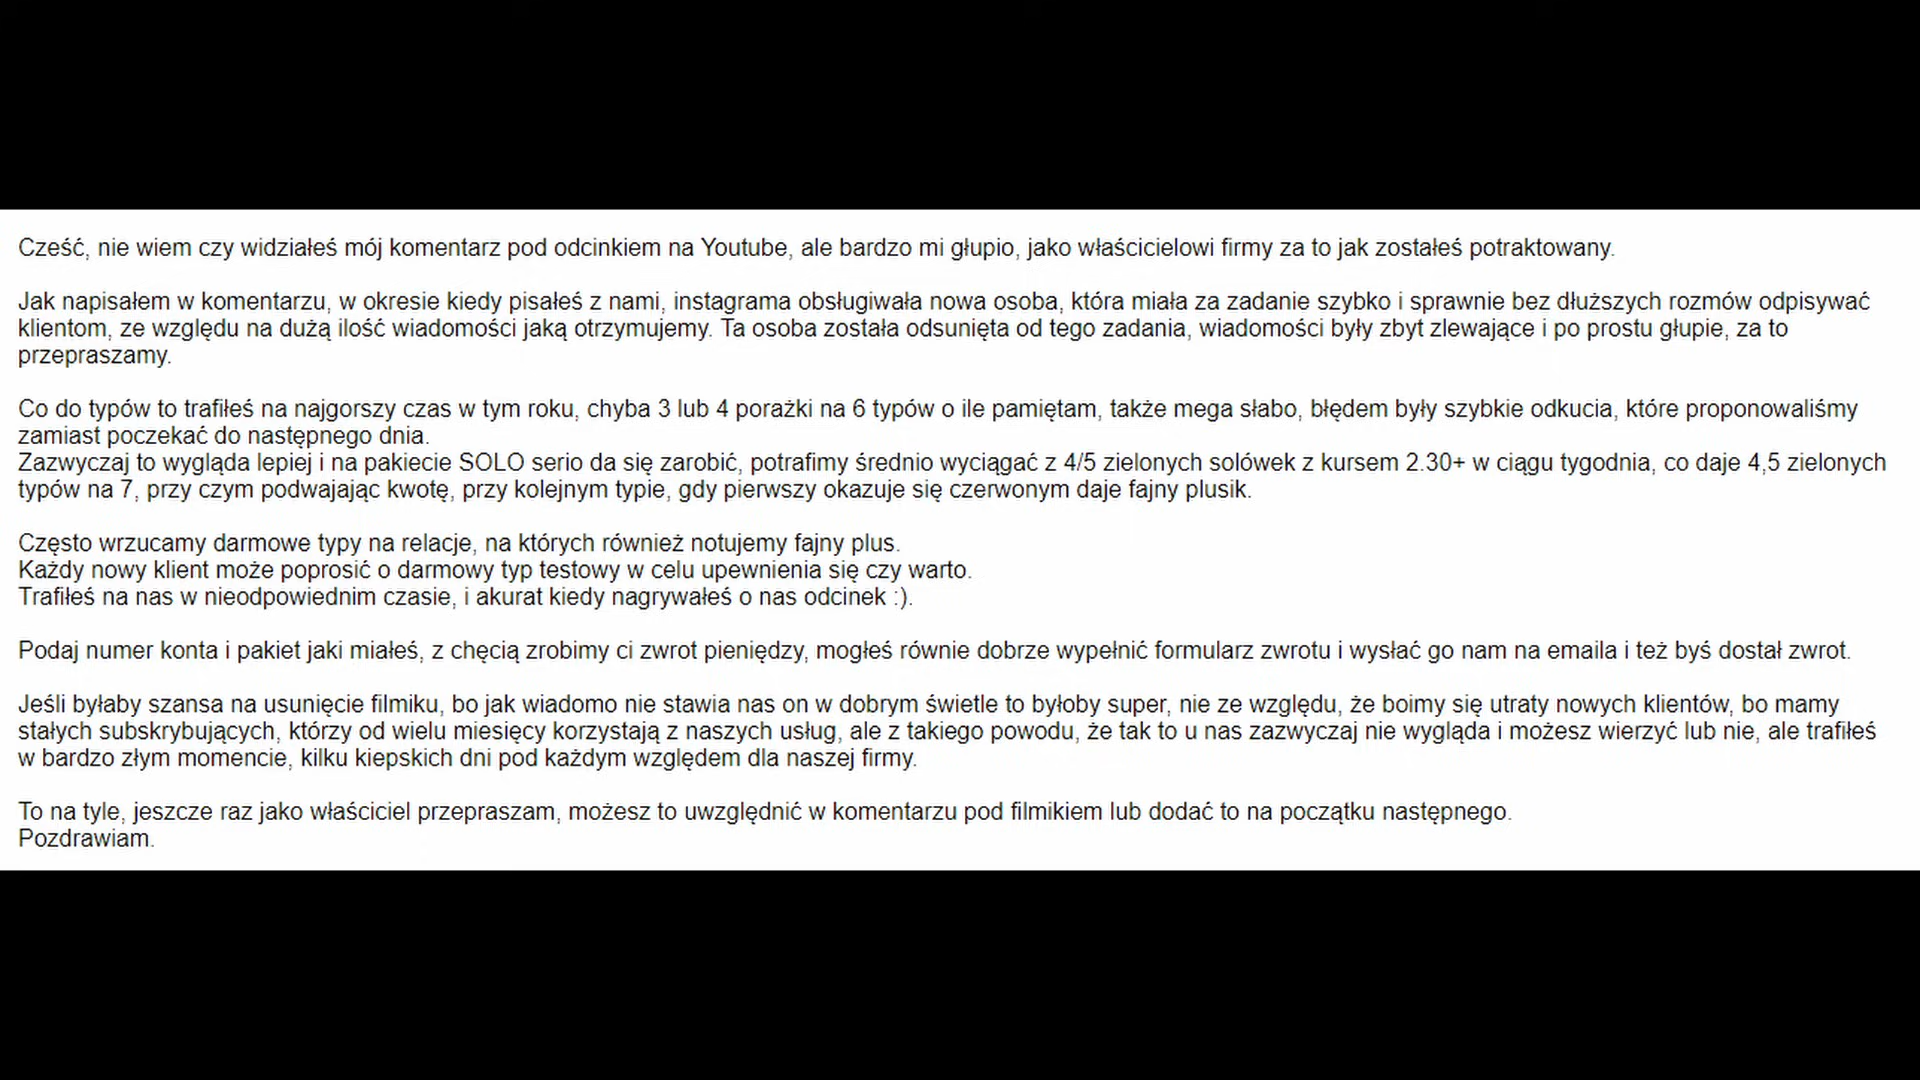 Cześć, nie wiem czy widziałeś mój komentarz pod odcinkiem na Youtube, ale bardzo mi głupio, jako właścicielowi firmy za to jak zostałeś potraktowany.
Jak napisałem w komentarzu, w okresie kiedy pisałeś z nami, instagrama obsługiwała nowa osoba, która miała za zadanie szybko i sprawnie bez dłuższych rozmów odpisywać
klientom, ze względu na dużą ilość wiadomości jaką otrzymujemy. Ta osoba została odsunięta od tego zadania, wiadomości były zbyt zlewające i po prostu głupie, za to
przepraszamy.
Co do typów to trafiłeś na najgorszy czas w tym roku, chyba 3 lub 4 porażki na 6 typów o ile pamiętam, także mega słabo, błędem były szybkie odkucia, które proponowaliśmy
zamiast poczekać do następnego dnia.
Zazwyczaj to wygląda lepiej i na pakiecie SOLO serio da się zarobić, potrafimy średnio wyciągać z 4/5 zielonych solówek z kursem 2.30+ w ciągu tygodnia, co daje 4,5 zielonych
typów na 7, przy czym podwajając kwotę, przy kolejnym typie, gdy pierwszy okazuje się czerwonym daje fajny plusik.
Często wrzucamy darmowe typy na relacje, na których również notujemy fajny plus.
Każdy nowy klient może poprosić o darmowy typ testowy w celu upewnienia się czy warto.
Trafiłeś na nas w nieodpowiednim czasie, i akurat kiedy nagrywałeś o nas odcinek :).
Podaj numer konta i pakiet jaki miałeś, z chęcią zrobimy ci zwrot pieniędzy, mogłeś równie dobrze wypełnić formularz zwrotu i wysłać go nam na emaila i też byś dostał zwrot.
Jeśli byłaby szansa na usunięcie filmiku, bo jak wiadomo nie stawia nas on w dobrym świetle to byłoby super, nie ze względu, że boimy się utraty nowych klientów, bo mamy
stałych subskrybujących, którzy od wielu miesięcy korzystają z naszych usług, ale z takiego powodu, że tak to u nas zazwyczaj nie wygląda i możesz wierzyć lub nie, ale trafiłeś
w bardzo złym momencie, kilku kiepskich dni pod każdym względem dla naszej firmy.
To na tyle, jeszcze raz jako właściciel przepraszam, możesz to uwzględnić w komentarzu pod filmikiem lub dodać to na początku następnego.
Pozdrawiam.